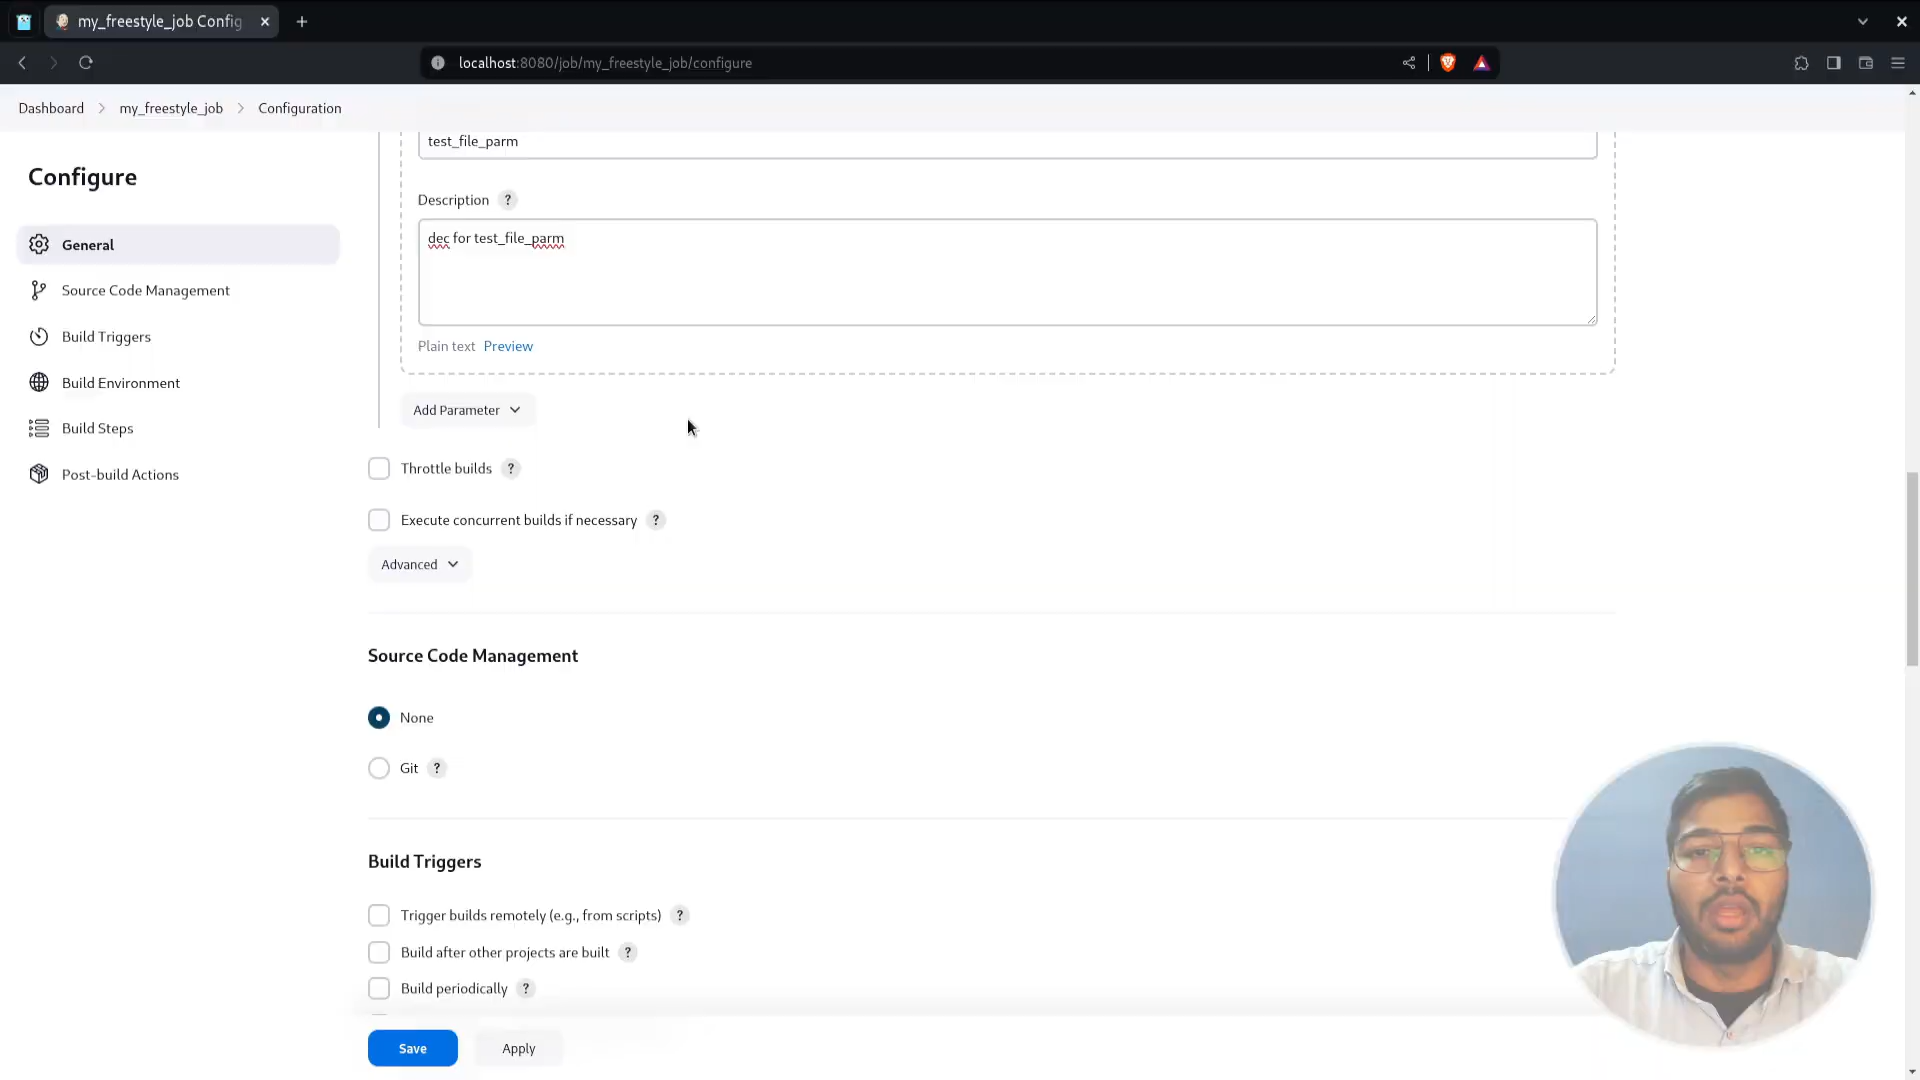 my_freestyle_job Config
localhost:8080/job/my_freestyle_job/configure
Dashboard > my_freestyle_job > Configuration
Configure
General
Source Code Management
Build Triggers
Build Environment
Build Steps
Post-build Actions
test_file_parm
Description ?
dec for test_file_parm
Plain text Preview
Add Parameter
Throttle builds ?
Execute concurrent builds if necessary ?
Advanced
Source Code Management
None
Git ?
Build Triggers
Trigger builds remotely (e.g., from scripts) ?
Build after other projects are built ?
Build periodically ?
Save Apply